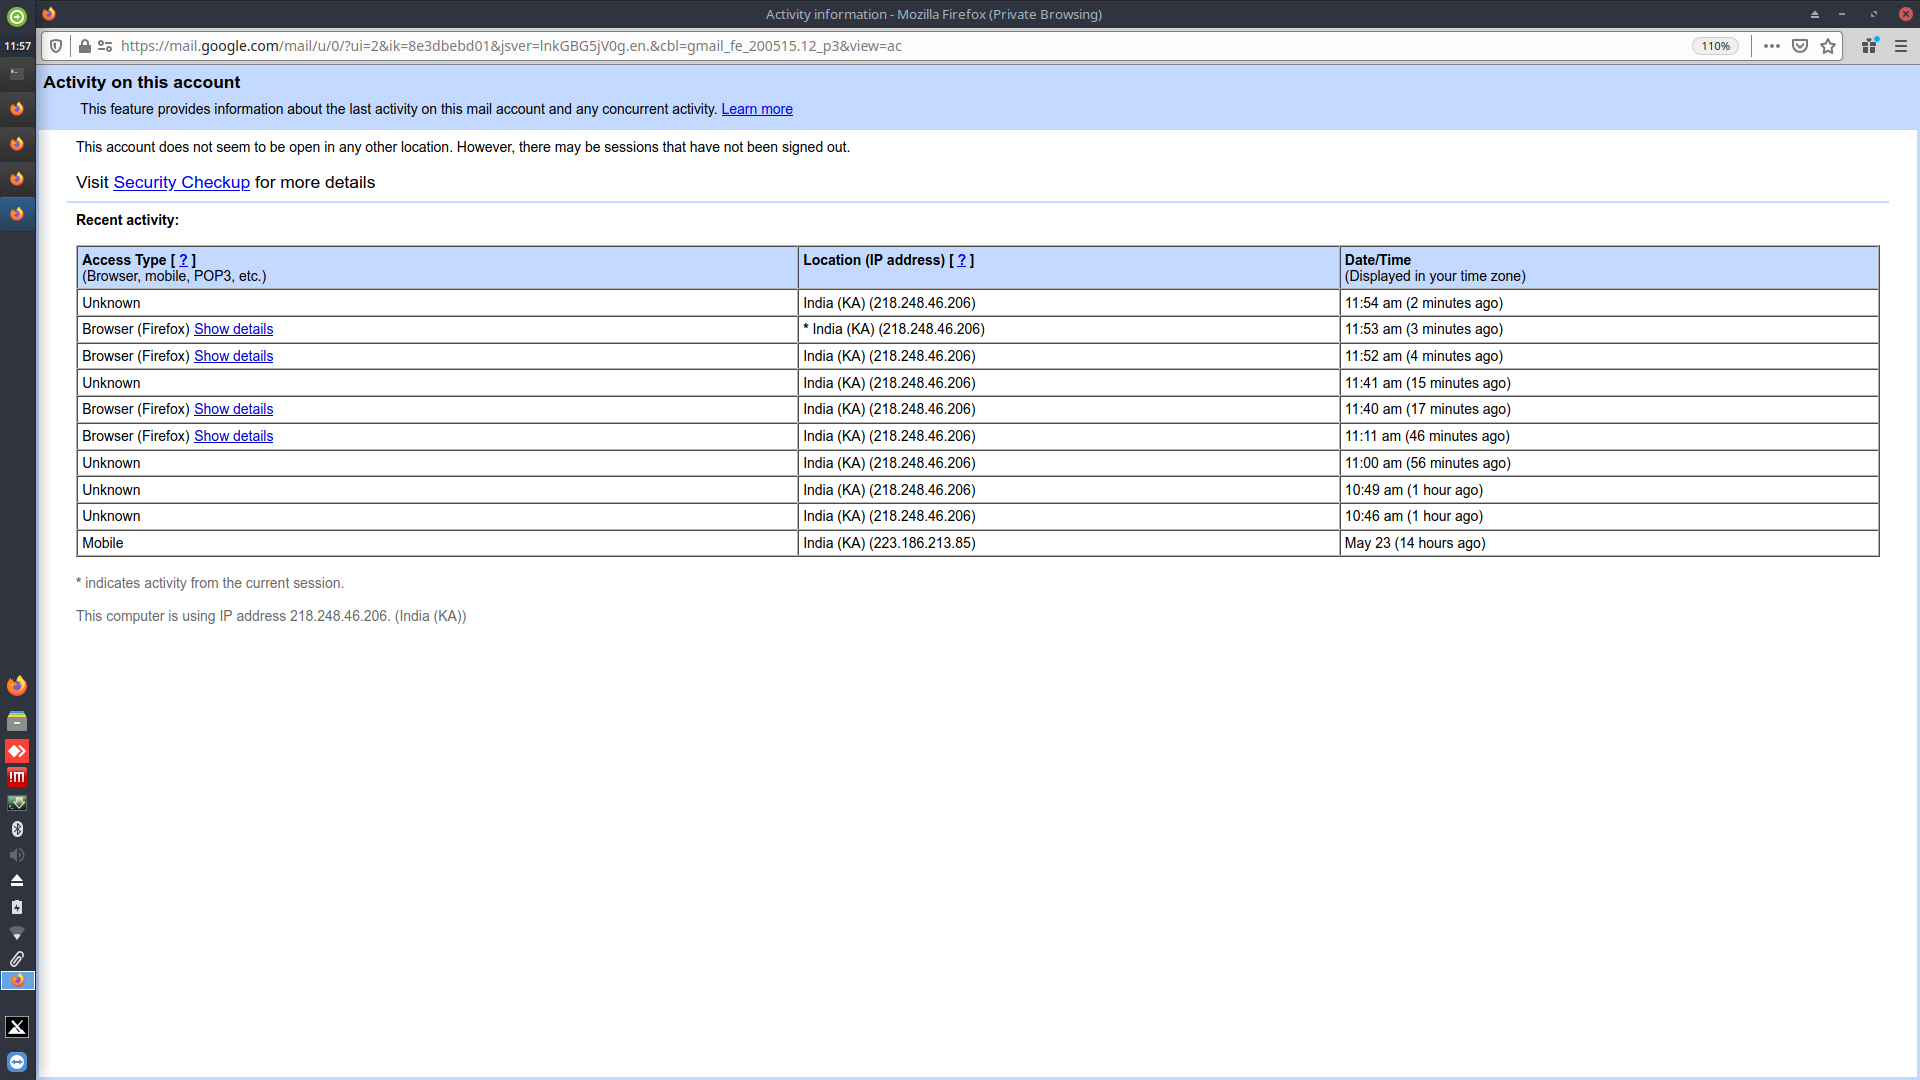 Activity information - Mozilla Firefox (Private Browsing)
11:57
https://mail.google.com/mail/u/0/?ui=2&ik=8e3dbebd01&jsver=lnkGBG5jV0g.en.&cbl=gmail_fe_200515.12_p3&view=ac 110%
Activity on this account
This feature provides information about the last activity on this mail account and any concurrent activity. Learn more
This account does not seem to be open in any other location. However, there may be sessions that have not been signed out.
Visit Security Checkup for more details
Recent activity:
Access Type [ ? ] Location (IP address) [ ? ] Date/Time
(Browser, mobile, POP3, etc.) (Displayed in your time zone)
Unknown India (KA) (218.248.46.206) 11:54 am (2 minutes ago)
Browser (Firefox) Show details * India (KA) (218.248.46.206) 11:53 am (3 minutes ago)
Browser (Firefox) Show details India (KA) (218.248.46.206) 11:52 am (4 minutes ago)
Unknown India (KA) (218.248.46.206) 11:41 am (15 minutes ago)
Browser (Firefox) Show details India (KA) (218.248.46.206) 11:40 am (17 minutes ago)
Browser (Firefox) Show details India (KA) (218.248.46.206) 11:11 am (46 minutes ago)
Unknown India (KA) (218.248.46.206) 11:00 am (56 minutes ago)
Unknown India (KA) (218.248.46.206) 10:49 am (1 hour ago)
Unknown India (KA) (218.248.46.206) 10:46 am (1 hour ago)
Mobile India (KA) (223.186.213.85) May 23 (14 hours ago)
* indicates activity from the current session.
This computer is using IP address 218.248.46.206. (India (KA))